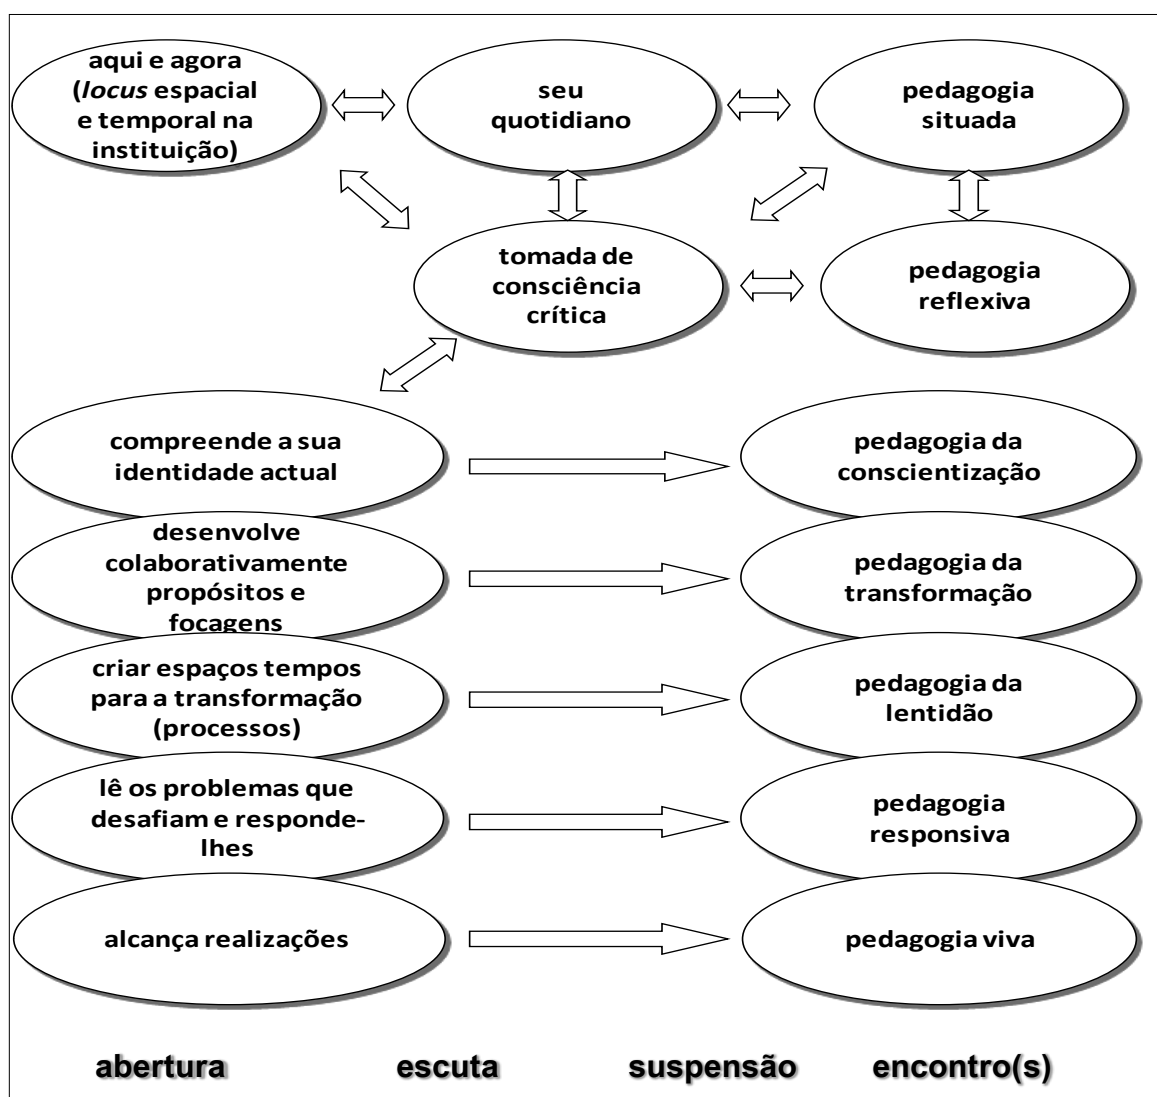 aqui e agora
(locus espacial
e temporal na
instituição)
seu
quotidiano
pedagogia
situada
tomada de
consciência
crítica
pedagogia
reflexiva
compreende a sua
identidade actual
pedagogia da
conscientização
desenvolve
colaborativamente
propósitos e
focagens
pedagogia da
transformação
criar espaços tempos
para a transformação
(processos)
pedagogia da
lentidão
lê os problemas que
desafiam e responde-
lhes
pedagogia
responsiva
alcança realizações
pedagogia viva
abertura escuta suspensão encontro(s)